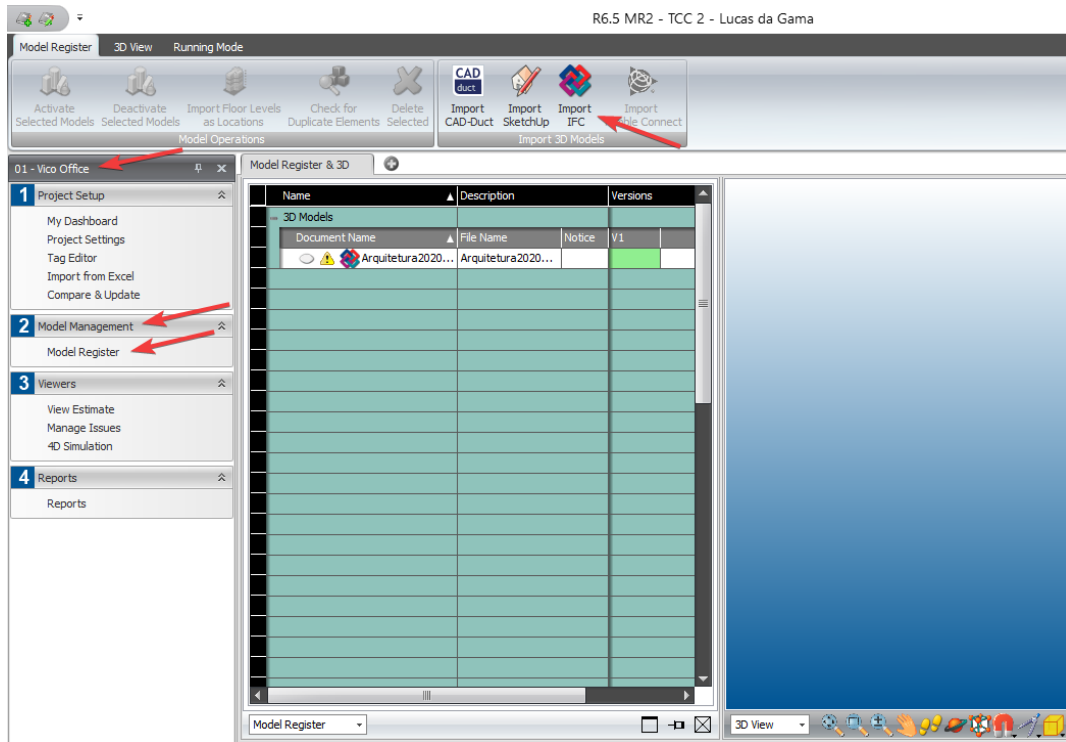 R6.5 MR2 - TCC 2 - Lucas da Gama
Model Register 3D View Running Mode
Activate Selected Models
Deactivate Selected Models
Import Floor Levels as Locations
Check for Duplicate Elements
Delete Selected
CAD duct
Import CAD-Duct
Import SketchUp
Import IFC
Import Connect
Model Operations
Import 3D Models
01 - Vico Office
1 Project Setup
My Dashboard
Project Settings
Tag Editor
Import from Excel
Compare & Update
2 Model Management
Model Register
3 Viewers
View Estimate
Manage Issues
4D Simulation
4 Reports
Reports
Model Register & 3D
Name Description Versions
3D Models
Document Name File Name Notice V1
Arquitetura2020... Arquitetura2020...
Model Register
3D View